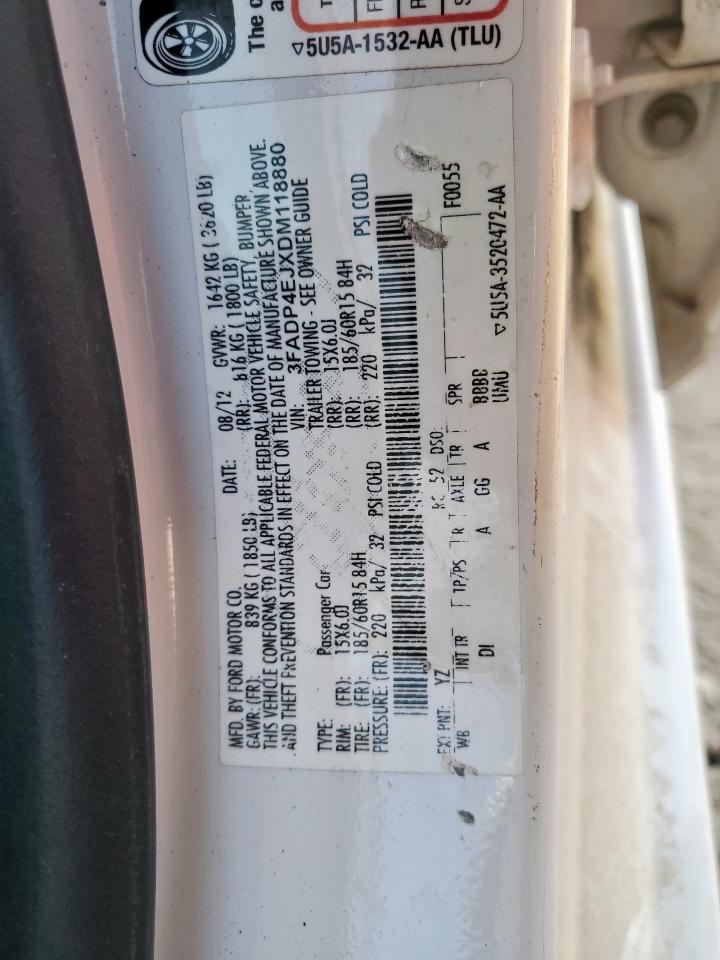 The c
a
▽5U5A-1532-AA (TLU)
MFD. BY FORD MOTOR CO. DATE: 08/12 GVWR: 1642 KG ( 3620 LB)
GAWR: (FR): 839 KG ( 1850 LB) (RR): 816 KG ( 1800 LB)
THIS VEHICLE CONFORMS TO ALL APPLICABLE FEDERAL MOTOR VEHICLE SAFETY, BUMPER,
AND THEFT PREVENTION STANDARDS IN EFFECT ON THE DATE OF MANUFACTURE SHOWN ABOVE.
VIN: 3FADP4EJXDM118880
TYPE: Passenger Car TRAILER TOWING - SEE OWNER GUIDE
RIM: (FR): 15X6.0J (RR): 15X6.0J
TIRE: (FR): 185/60R15 84H (RR): 185/60R15 84H
PRESSURE: (FR): 220 kPa/ 32 PSI COLD (RR): 220 kPa/ 32 PSI COLD
EXT PNT: YZ RC: 52 DSO: F0055
WB INT TR TP/PS R AXLE TR SPR
DI A GG A BBBB
UMU
▽5U5A-3520472-AA